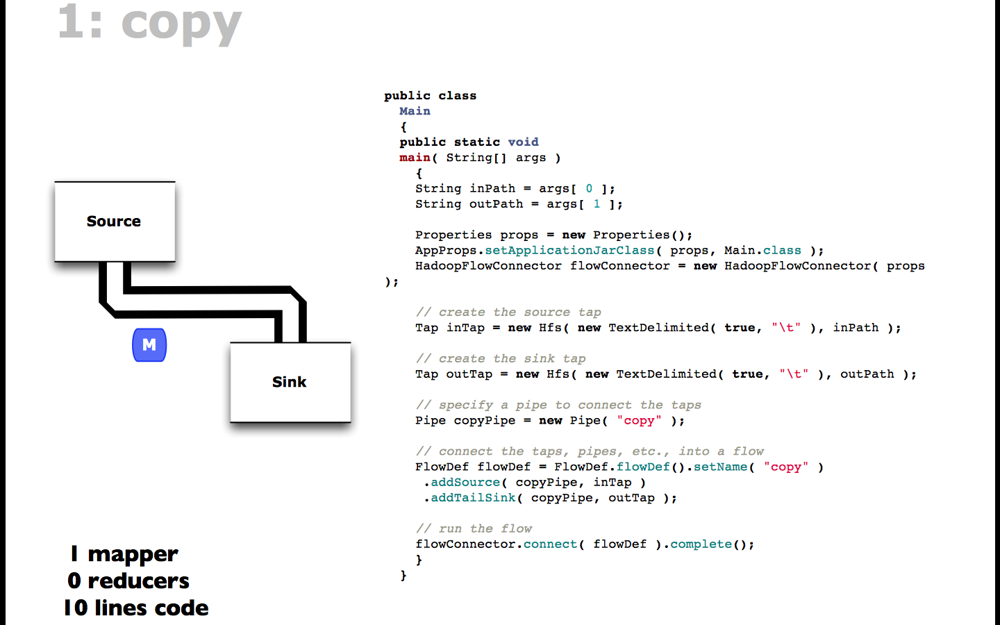 1: copy
Source
M
Sink
1 mapper
0 reducers
10 lines code
public class
Main
{
public static void
main( String[] args )
{
String inPath = args[ 0 ];
String outPath = args[ 1 ];
Properties props = new Properties();
AppProps.setApplicationJarClass( props, Main.class );
HadoopFlowConnector flowConnector = new HadoopFlowConnector( props
);
// create the source tap
Tap inTap = new Hfs( new TextDelimited( true, "\t" ), inPath );
// create the sink tap
Tap outTap = new Hfs( new TextDelimited( true, "\t" ), outPath );
// specify a pipe to connect the taps
Pipe copyPipe = new Pipe( "copy" );
// connect the taps, pipes, etc., into a flow
FlowDef flowDef = FlowDef.flowDef().setName( "copy" )
.addSource( copyPipe, inTap )
.addTailSink( copyPipe, outTap );
// run the flow
flowConnector.connect( flowDef ).complete();
}
}